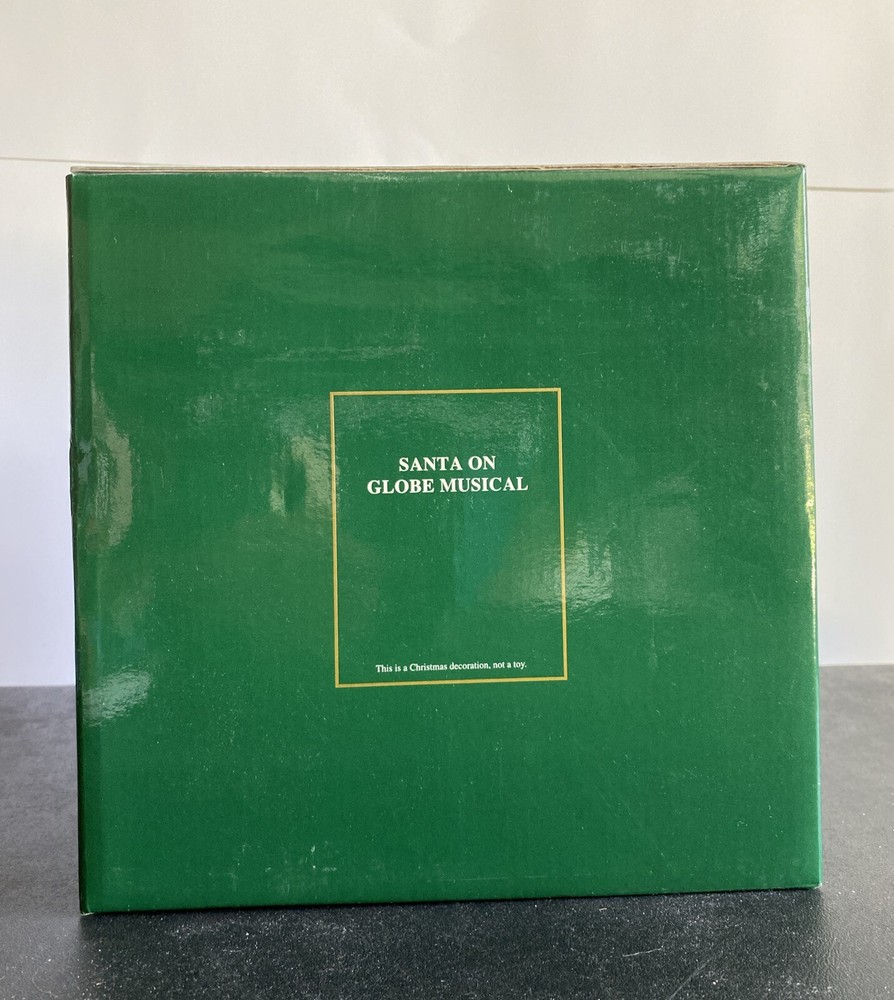 SANTA ON
GLOBE MUSICAL
This is a Christmas decoration, not a toy.